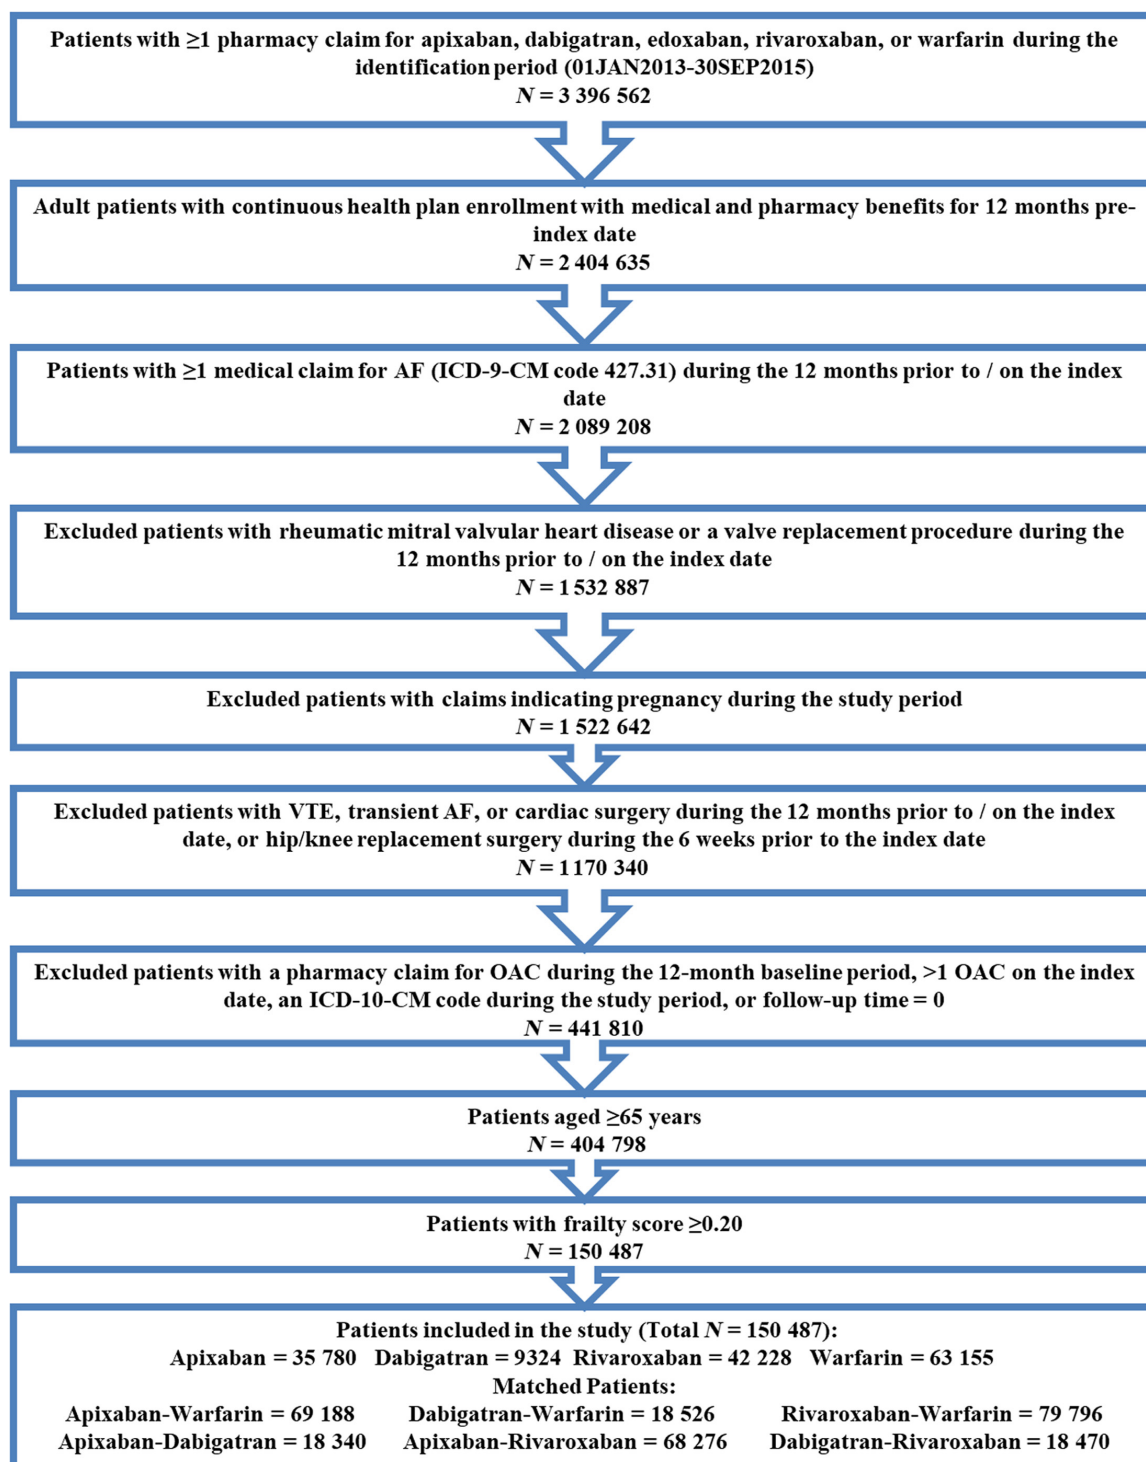 Patients with ≥1 pharmacy claim for apixaban, dabigatran, edoxaban, rivaroxaban, or warfarin during the
identification period (01JAN2013-30SEP2015)
N = 3 396 562
Adult patients with continuous health plan enrollment with medical and pharmacy benefits for 12 months pre-
index date
N = 2 404 635
Patients with ≥1 medical claim for AF (ICD-9-CM code 427.31) during the 12 months prior to / on the index
date
N = 2 089 208
Excluded patients with rheumatic mitral valvular heart disease or a valve replacement procedure during the
12 months prior to / on the index date
N = 1 532 887
Excluded patients with claims indicating pregnancy during the study period
N = 1 522 642
Excluded patients with VTE, transient AF, or cardiac surgery during the 12 months prior to / on the index
date, or hip/knee replacement surgery during the 6 weeks prior to the index date
N = 1 170 340
Excluded patients with a pharmacy claim for OAC during the 12-month baseline period, >1 OAC on the index
date, an ICD-10-CM code during the study period, or follow-up time = 0
N = 441 810
Patients aged ≥65 years
N = 404 798
Patients with frailty score ≥0.20
N = 150 487
Patients included in the study (Total N = 150 487):
Apixaban = 35 780 Dabigatran = 9324 Rivaroxaban = 42 228 Warfarin = 63 155
Matched Patients:
Apixaban-Warfarin = 69 188 Dabigatran-Warfarin = 18 526 Rivaroxaban-Warfarin = 79 796
Apixaban-Dabigatran = 18 340 Apixaban-Rivaroxaban = 68 276 Dabigatran-Rivaroxaban = 18 470